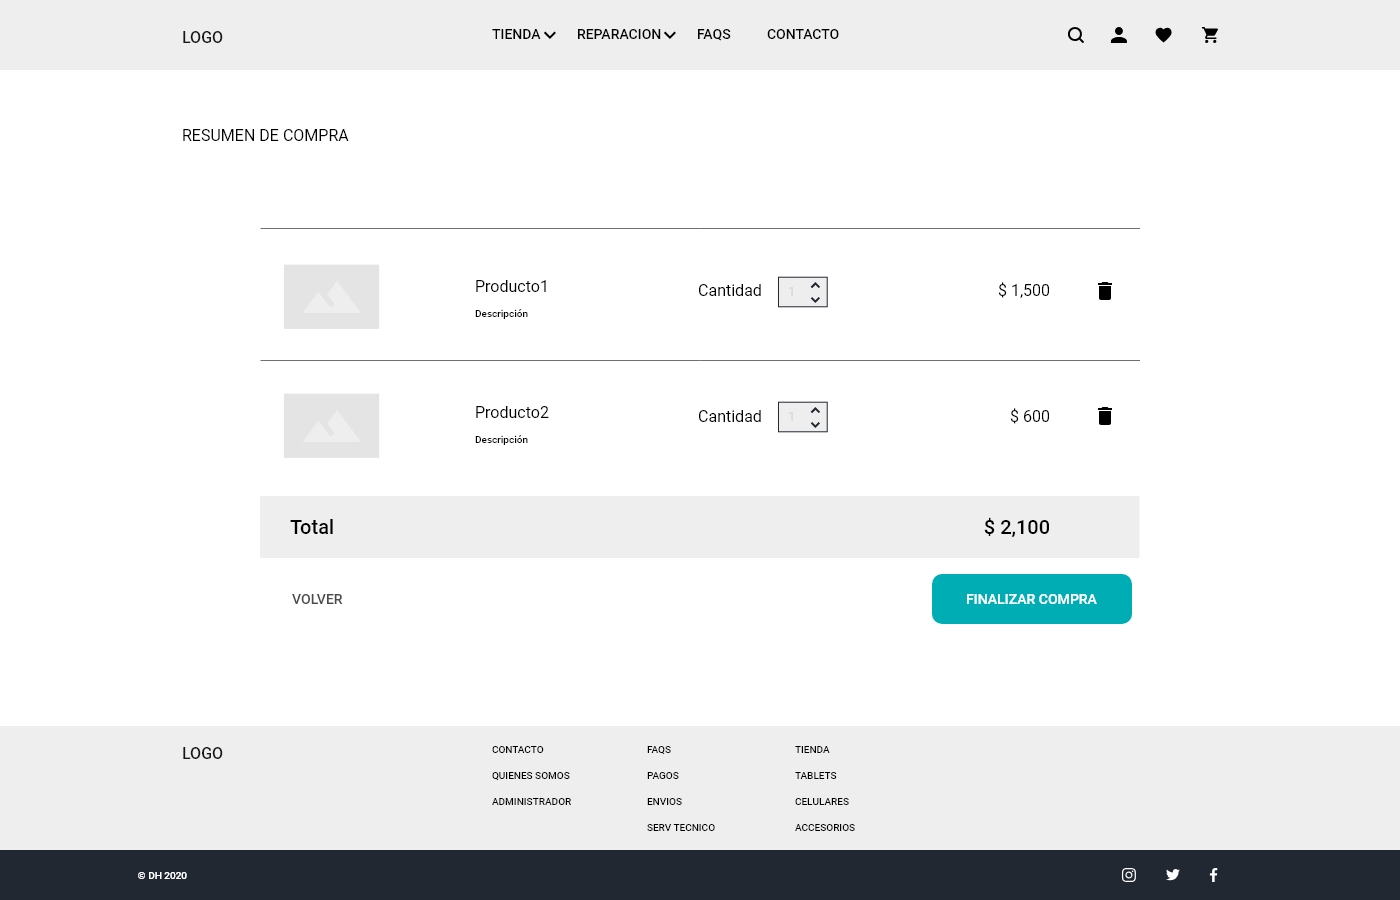 LOGO
TIENDA
REPARACION
FAQS
CONTACTO
RESUMEN DE COMPRA
Producto1
Descripción
Cantidad
1
$ 1,500
Producto2
Descripción
Cantidad
1
$ 600
Total
$ 2,100
VOLVER
FINALIZAR COMPRA
LOGO
CONTACTO
QUIENES SOMOS
ADMINISTRADOR
FAQS
PAGOS
ENVIOS
SERV TECNICO
TIENDA
TABLETS
CELULARES
ACCESORIOS
© DH 2020